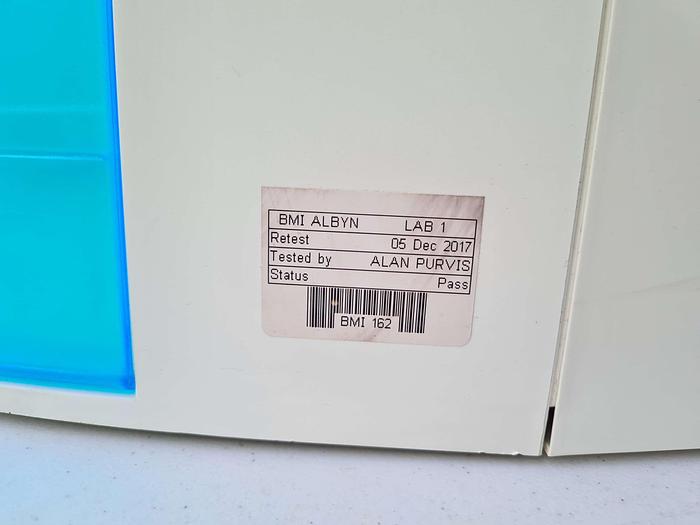 BMI ALBYN LAB 1
Retest 05 Dec 2017
Tested by ALAN PURVIS
Status Pass
BMI 162